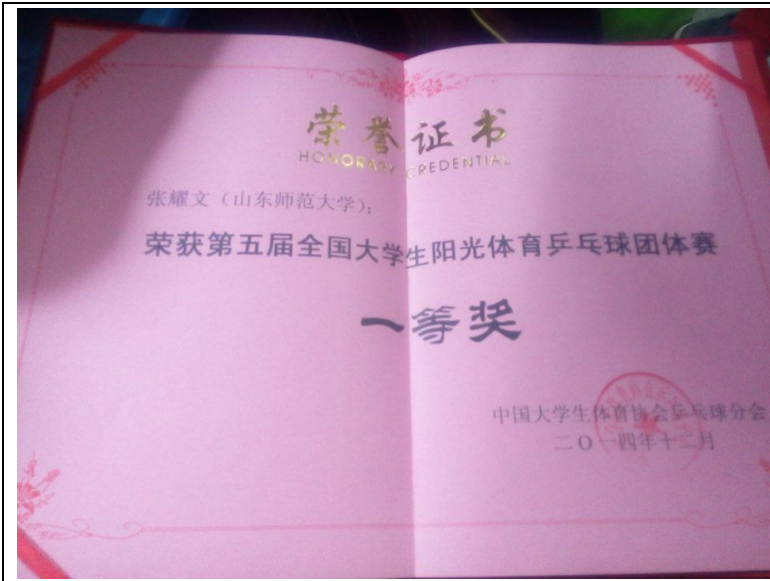 荣誉证书
HONORARY CREDENTIAL
张耀文（山东师范大学）：
荣获第五届全国大学生阳光体育乒乓球团体赛
一等奖
中国大学生体育协会乒乓球分会
二〇一四年十二月